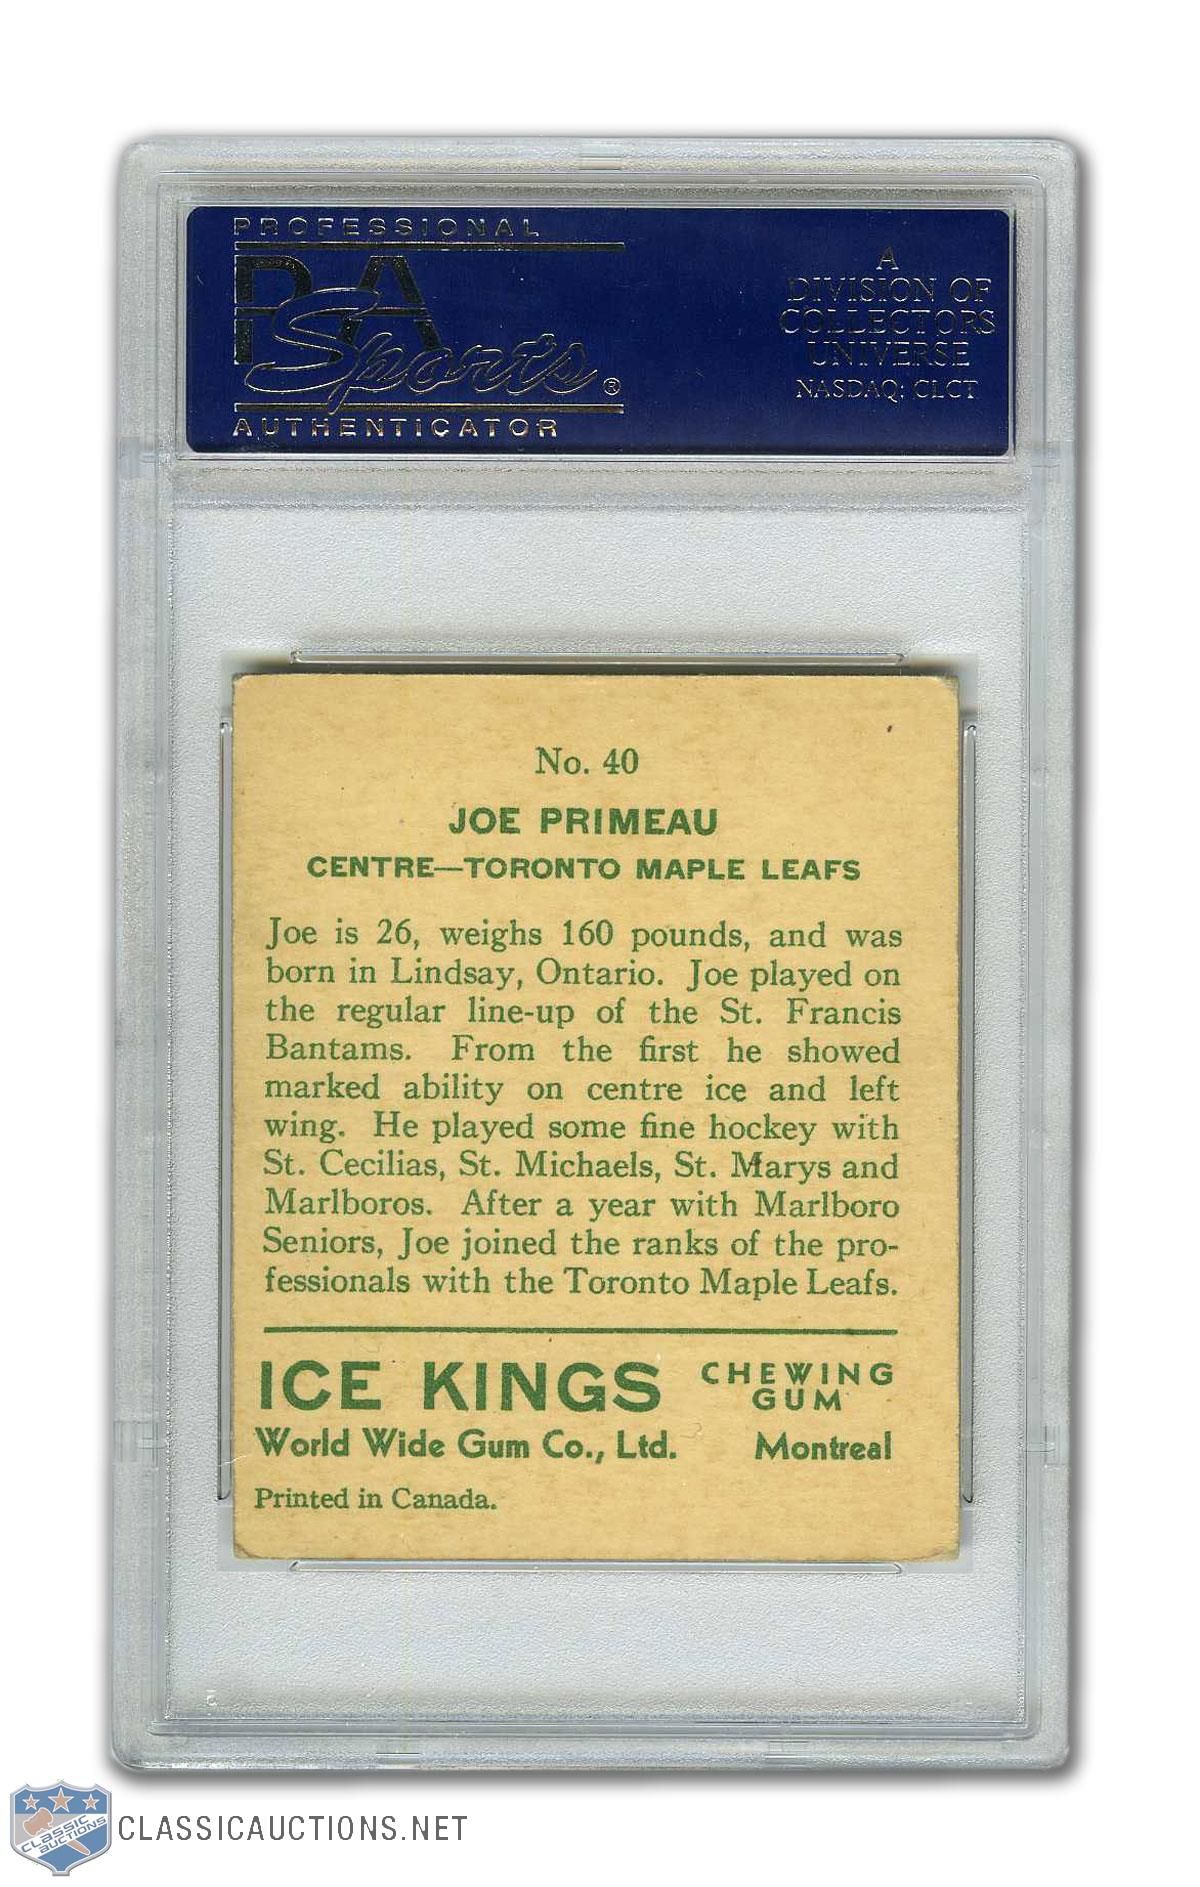 PROFESSIONAL
PSA
Sports®
AUTHENTICATOR
A
DIVISION OF
COLLECTORS
UNIVERSE
NASDAQ: CLCT
No. 40
JOE PRIMEAU
CENTRE—TORONTO MAPLE LEAFS
Joe is 26, weighs 160 pounds, and was
born in Lindsay, Ontario. Joe played on
the regular line-up of the St. Francis
Bantams. From the first he showed
marked ability on centre ice and left
wing. He played some fine hockey with
St. Cecilias, St. Michaels, St. Marys and
Marlboros. After a year with Marlboro
Seniors, Joe joined the ranks of the pro-
fessionals with the Toronto Maple Leafs.
ICE KINGS CHEWING
GUM
World Wide Gum Co., Ltd. Montreal
Printed in Canada.
CLASSIC
AUCTIONS
CLASSICAUCTIONS.NET